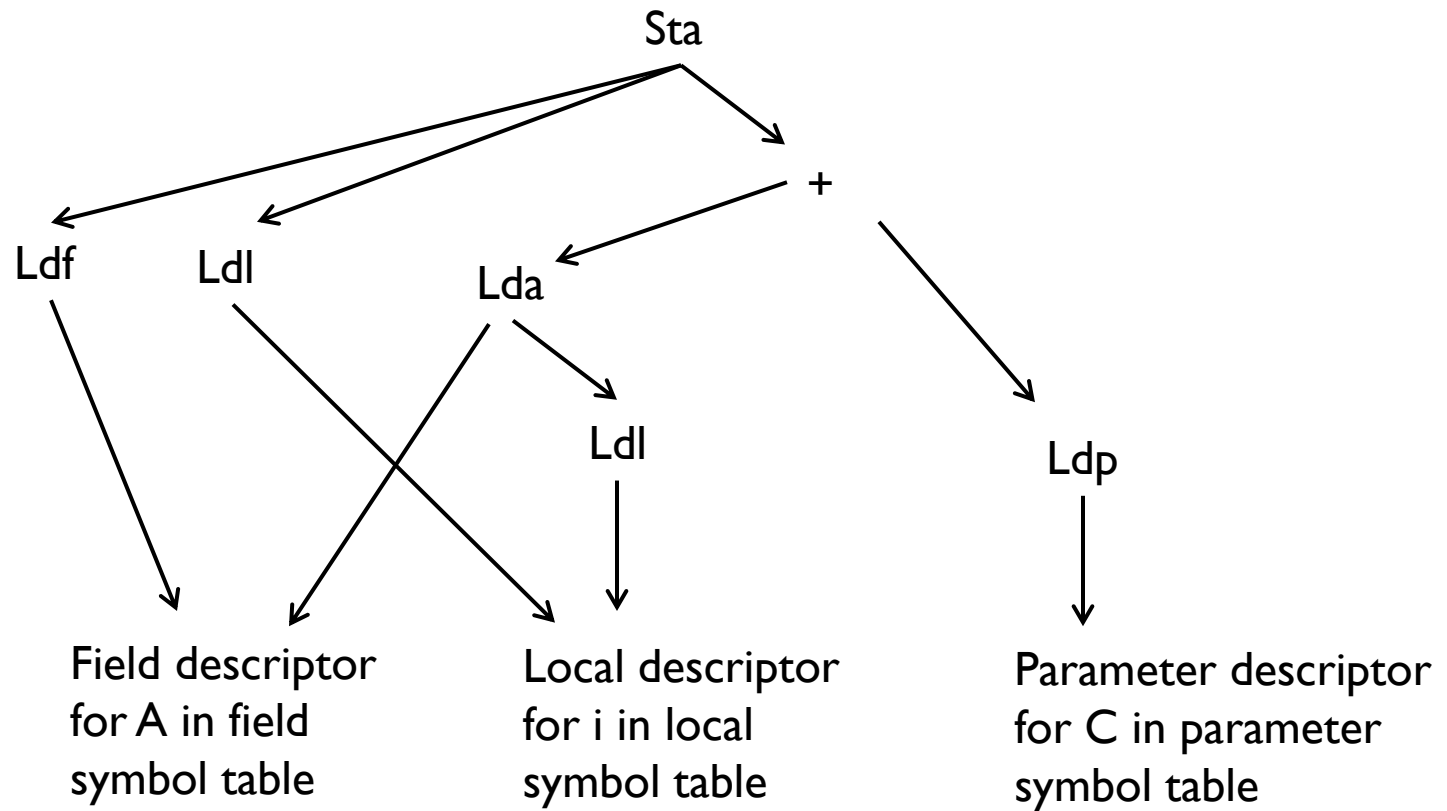 Sta
+
Ldf
Ldl
Lda
Ldl
Ldp
Field descriptor
for A in field
symbol table
Local descriptor
for i in local
symbol table
Parameter descriptor
for C in parameter
symbol table